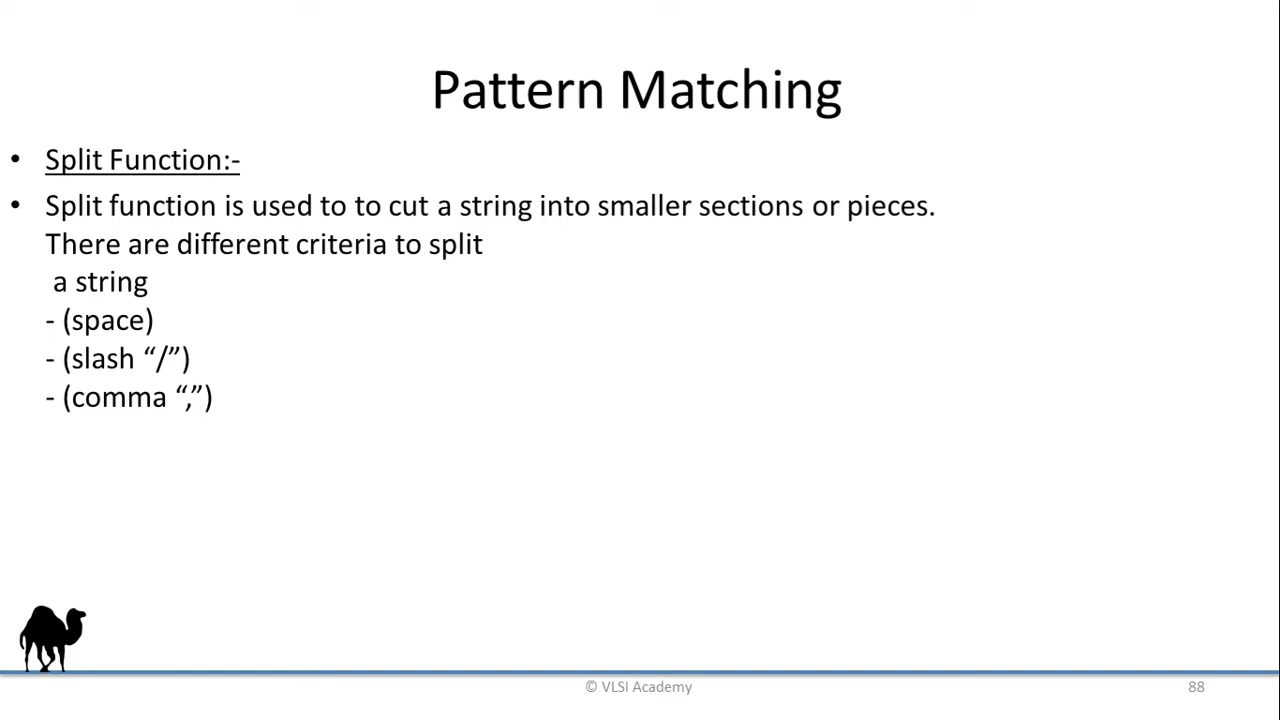 Pattern Matching
• Split Function:-
• Split function is used to to cut a string into smaller sections or pieces.
There are different criteria to split
a string
- (space)
- (slash “/”)
- (comma “,”)
© VLSI Academy
88